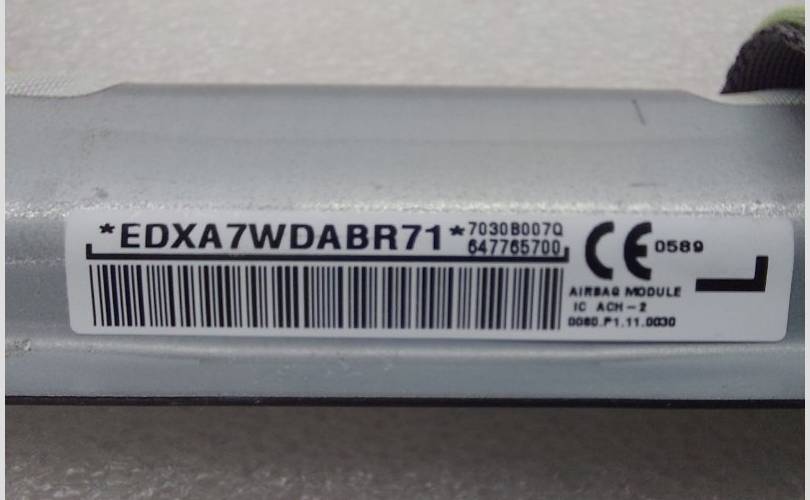 *EDXA7WDABR71*
7030B007Q
647765700
CE 0589
AIRBAG MODULE
IC ACH-2
0080.P1.11.0030